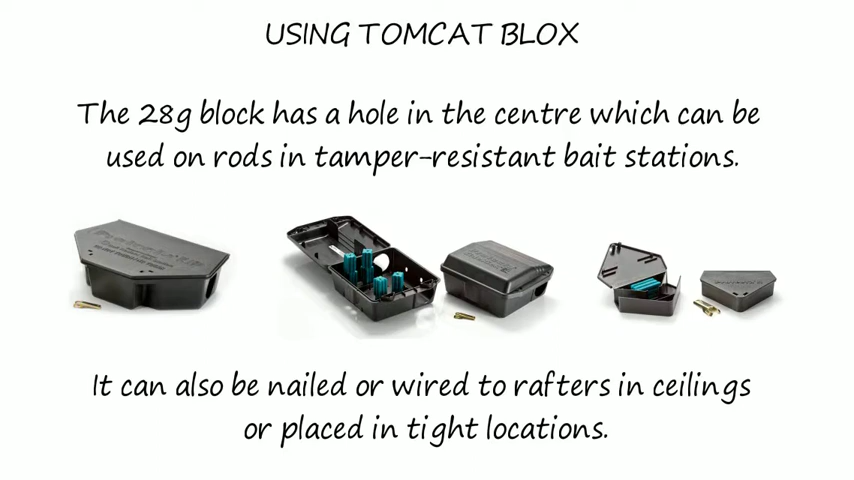 USING TOMCAT BLOX
The 28g block has a hole in the centre which can be
used on rods in tamper-resistant bait stations.
It can also be nailed or wired to rafters in ceilings
or placed in tight locations.